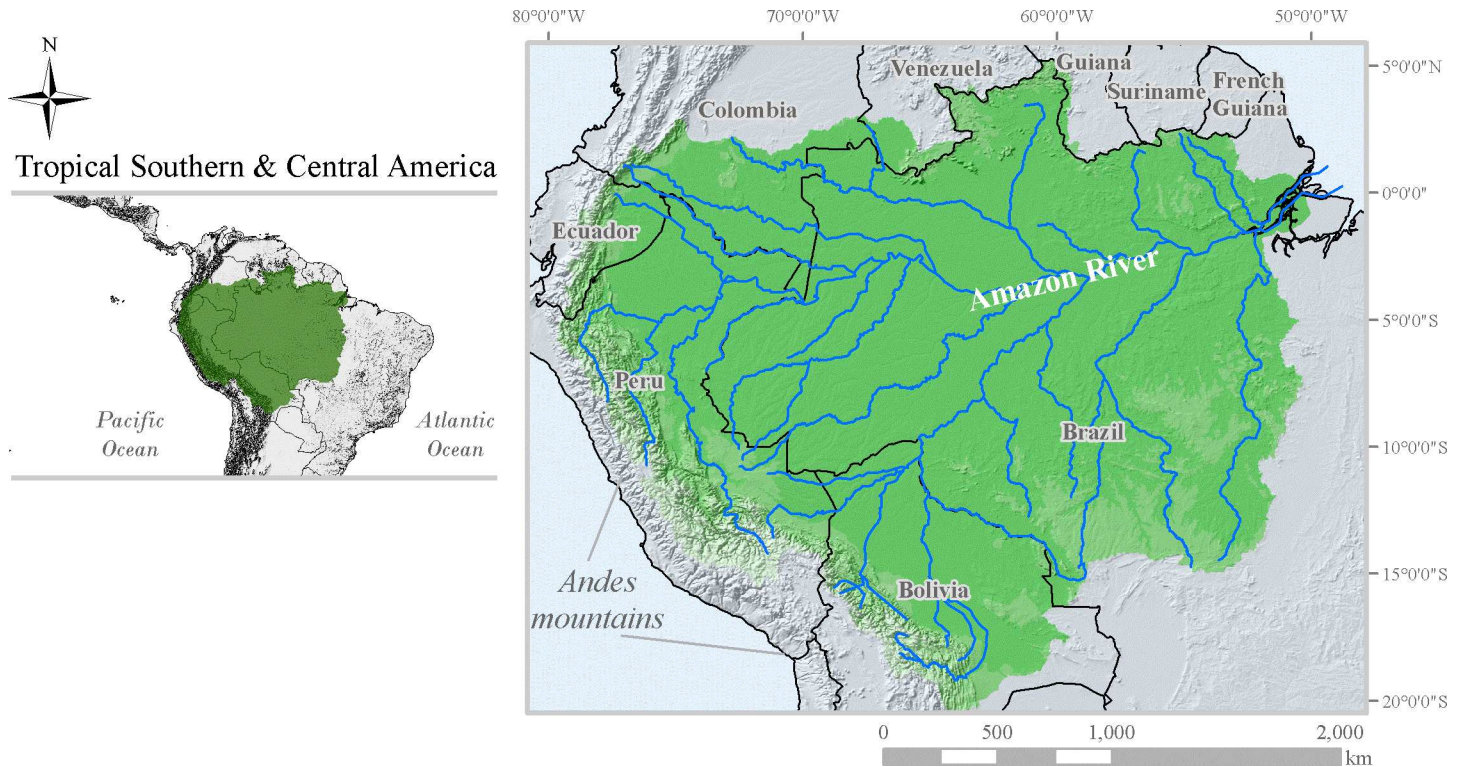 N
Tropical Southern & Central America
Pacific
Ocean
Atlantic
Ocean
80°0'0"W
70°0'0"W
60°0'0"W
50°0'0"W
5°0'0"N
0°0'0"
5°0'0"S
10°0'0"S
15°0'0"S
20°0'0"S
Venezuela
Guiana
Suriname
French
Guiana
Colombia
Ecuador
Amazon River
Peru
Brazil
Bolivia
Andes
mountains
0
500
1,000
2,000
km